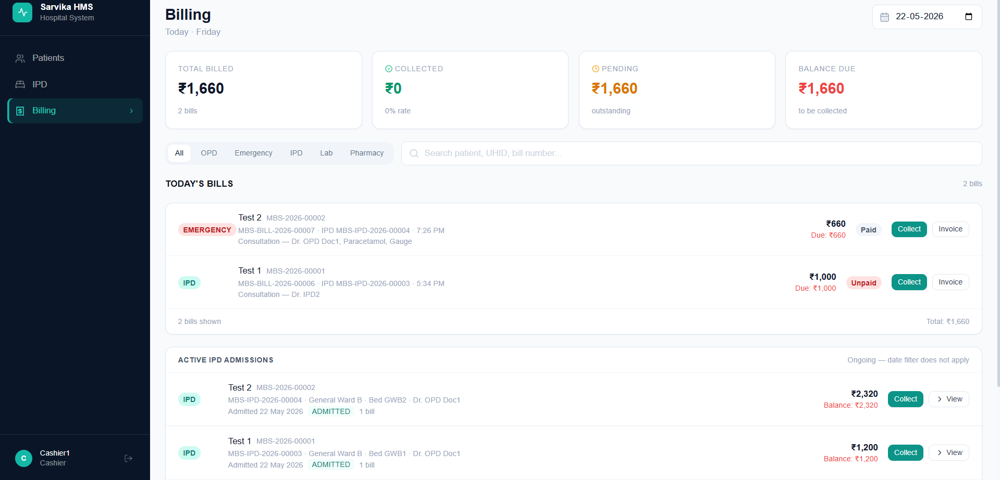 Sarvika HMS
Hospital System
Patients
IPD
Billing
Cashier1
Cashier
C
Billing
Today · Friday
22-05-2026
TOTAL BILLED
₹1,660
2 bills
COLLECTED
₹0
0% rate
PENDING
₹1,660
outstanding
BALANCE DUE
₹1,660
to be collected
All OPD Emergency IPD Lab Pharmacy
Search patient, UHID, bill number...
TODAY'S BILLS
2 bills
EMERGENCY
Test 2 MBS-2026-00002
MBS-BILL-2026-00007 · IPD MBS-IPD-2026-00004 · 7:26 PM
Consultation — Dr. OPD Doc1, Paracetamol, Gauge
₹660
Due: ₹660
Paid
Collect
Invoice
IPD
Test 1 MBS-2026-00001
MBS-BILL-2026-00006 · IPD MBS-IPD-2026-00003 · 5:34 PM
Consultation — Dr. IPD2
₹1,000
Due: ₹1,000
Unpaid
Collect
Invoice
2 bills shown
Total: ₹1,660
ACTIVE IPD ADMISSIONS
Ongoing — date filter does not apply
IPD
Test 2 MBS-2026-00002
MBS-IPD-2026-00004 · General Ward B · Bed GWB2 · Dr. OPD Doc1
Admitted 22 May 2026 ADMITTED 1 bill
₹2,320
Balance: ₹2,320
Collect
View
IPD
Test 1 MBS-2026-00001
MBS-IPD-2026-00003 · General Ward B · Bed GWB1 · Dr. OPD Doc1
Admitted 22 May 2026 ADMITTED 1 bill
₹1,200
Balance: ₹1,200
Collect
View